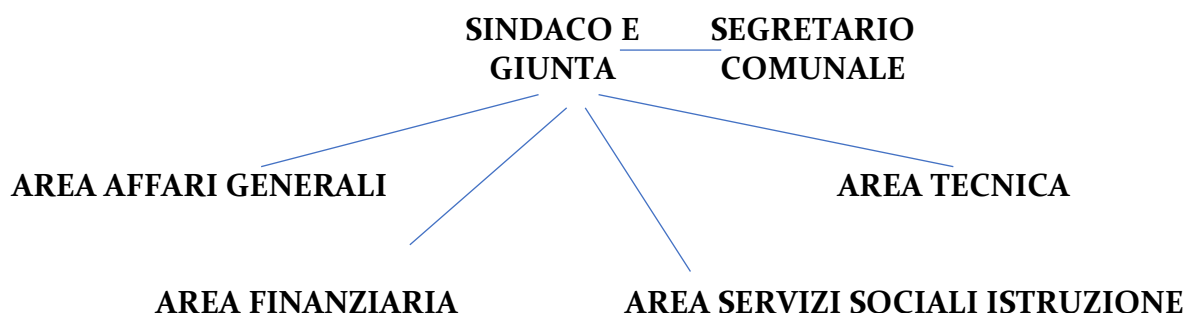 SINDACO E
GIUNTA
SEGRETARIO
COMUNALE
AREA AFFARI GENERALI
AREA TECNICA
AREA FINANZIARIA
AREA SERVIZI SOCIALI ISTRUZIONE